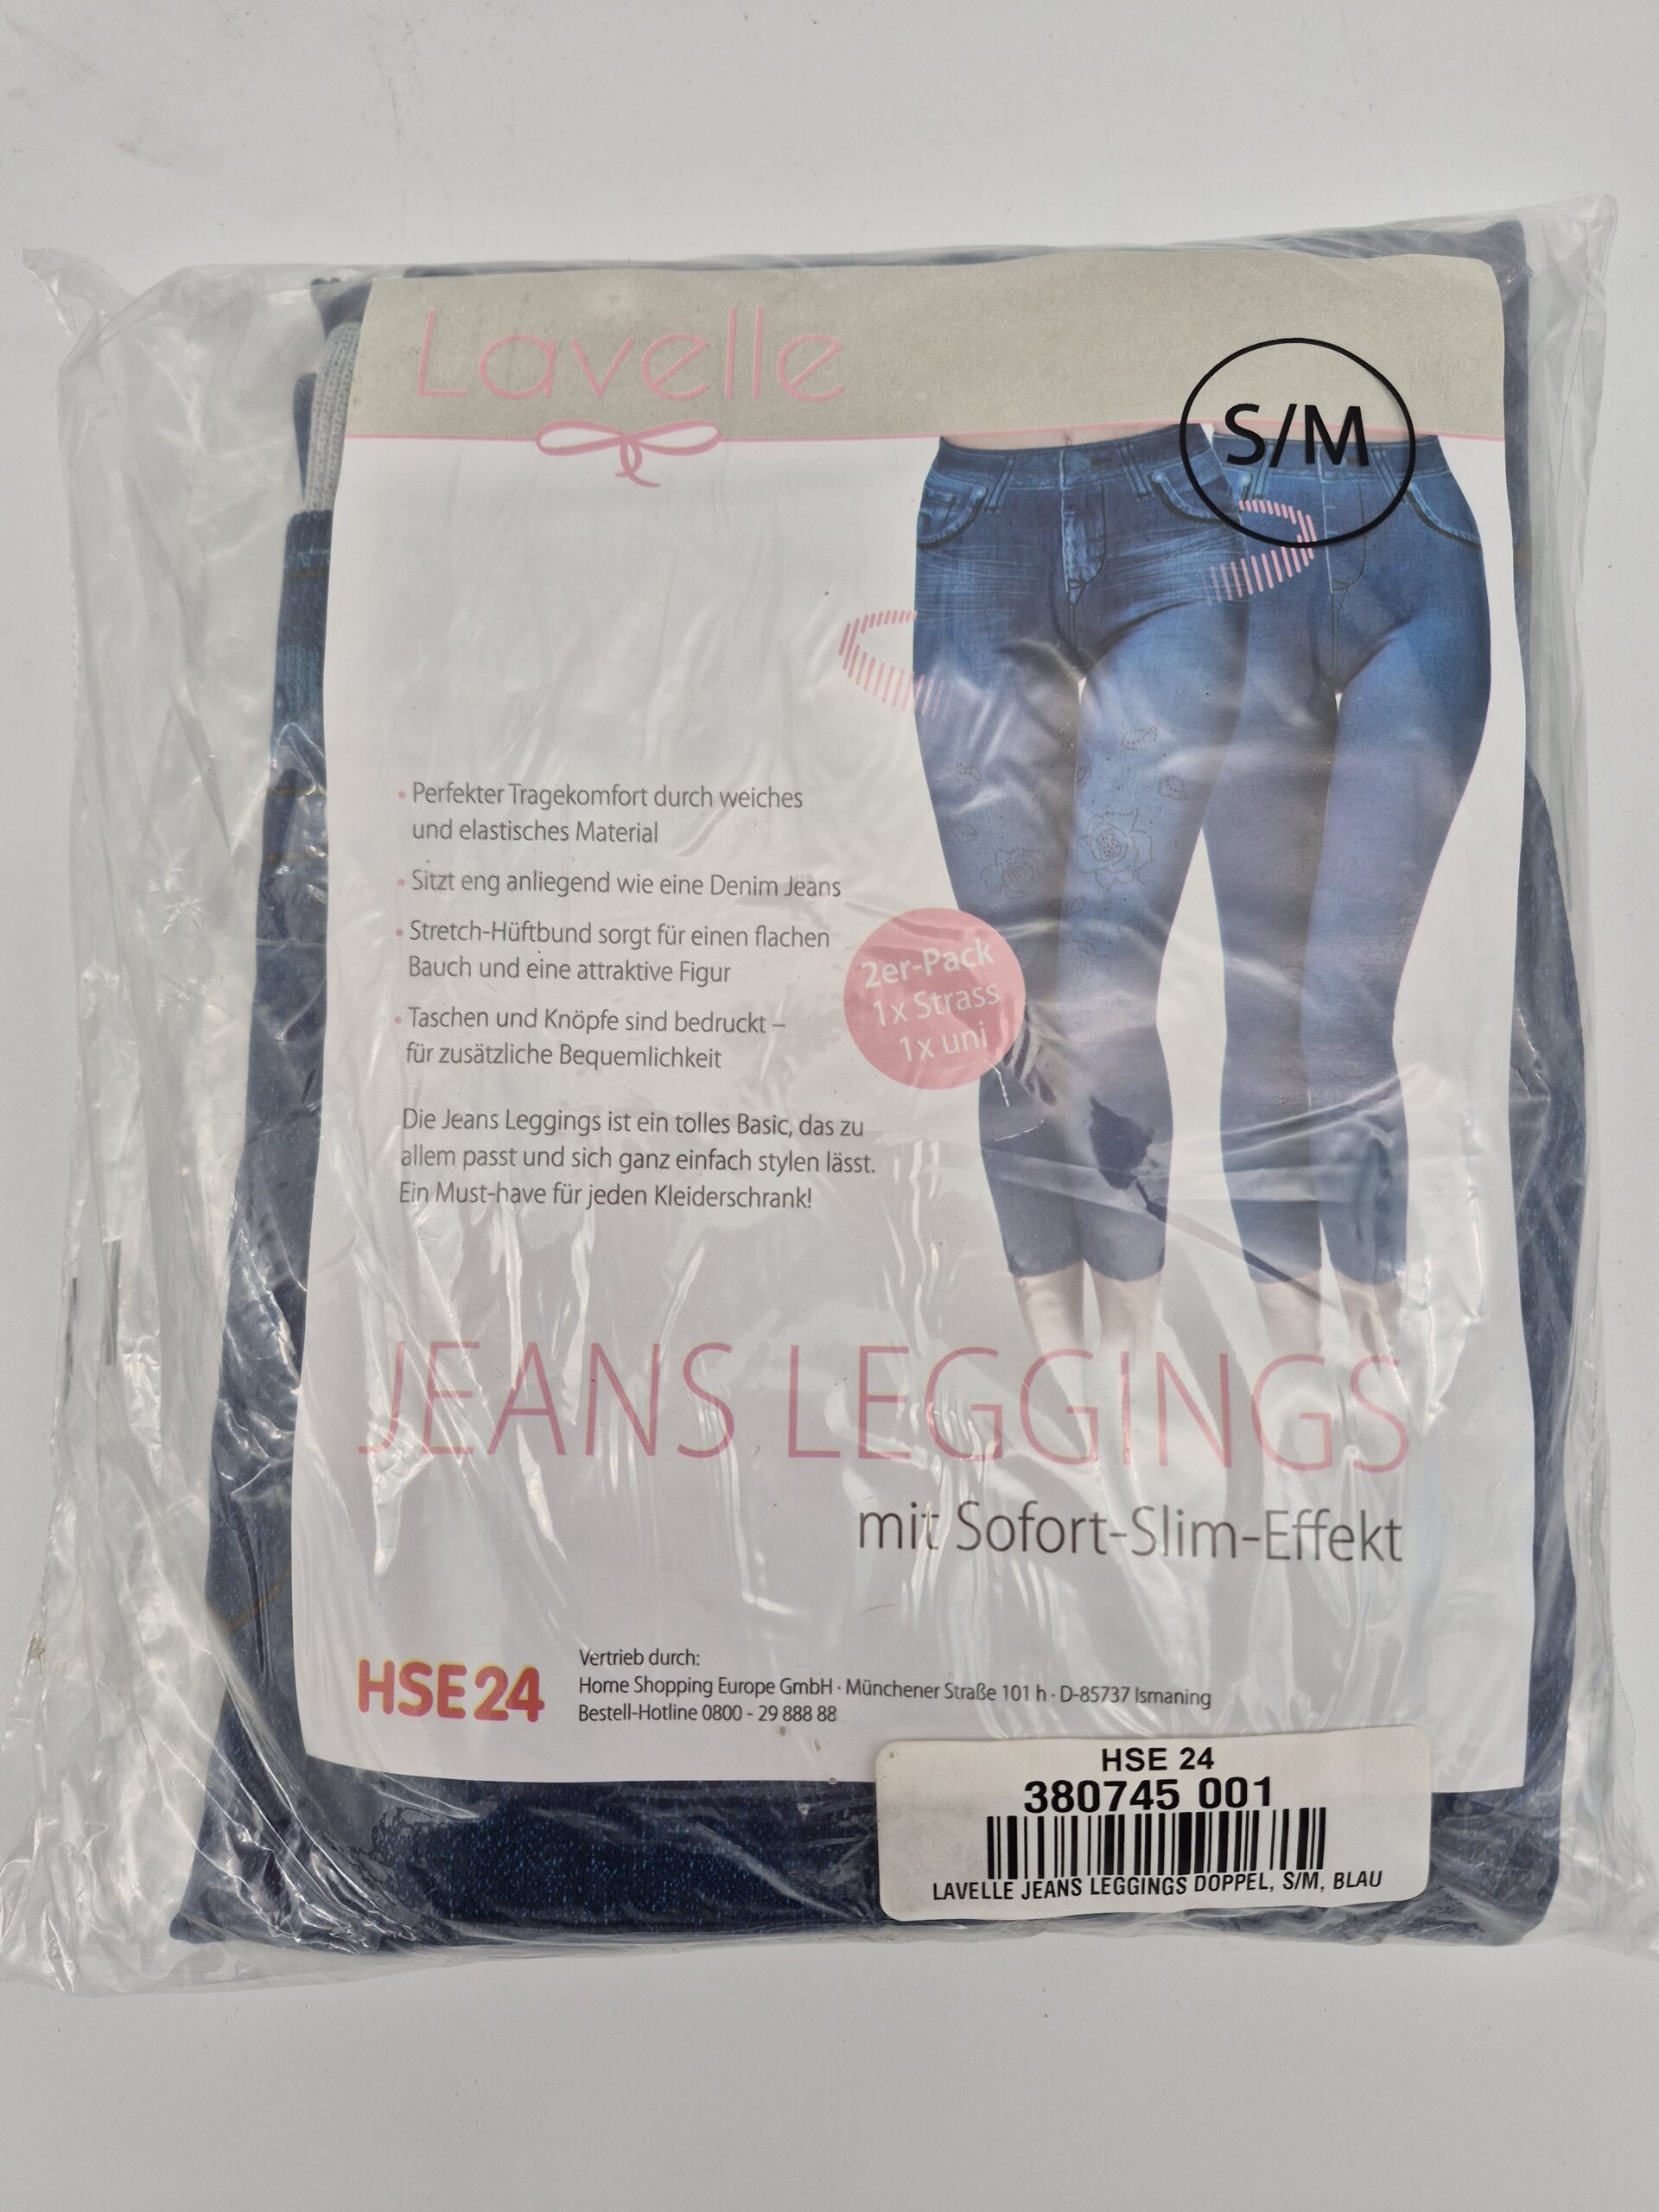 Lavelle
S/M
• Perfekter Tragekomfort durch weiches
und elastisches Material
• Sitzt eng anliegend wie eine Denim Jeans
• Stretch-Hüftbund sorgt für einen flachen
Bauch und eine attraktive Figur
• Taschen und Knöpfe sind bedruckt –
für zusätzliche Bequemlichkeit
2er-Pack
1x Strass
1x uni
Die Jeans Leggings ist ein tolles Basic, das zu
allem passt und sich ganz einfach stylen lässt.
Ein Must-have für jeden Kleiderschrank!
JEANS LEGGINGS
mit Sofort-Slim-Effekt
HSE24
Vertrieb durch:
Home Shopping Europe GmbH · Münchener Straße 101 h · D-85737 Ismaning
Bestell-Hotline 0800 - 29 888 88
HSE 24
380745 001
LAVELLE JEANS LEGGINGS DOPPEL, S/M, BLAU